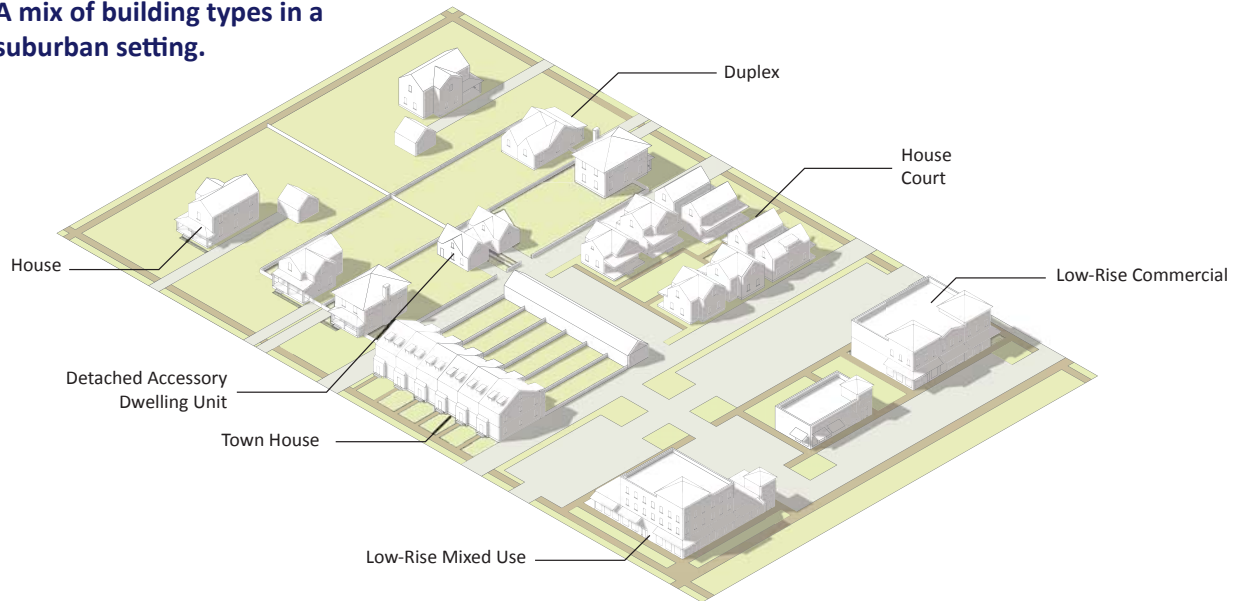 A mix of building types in a
suburban setting.
Duplex
House
Court
House
Low-Rise Commercial
Detached Accessory
Dwelling Unit
Town House
Low-Rise Mixed Use